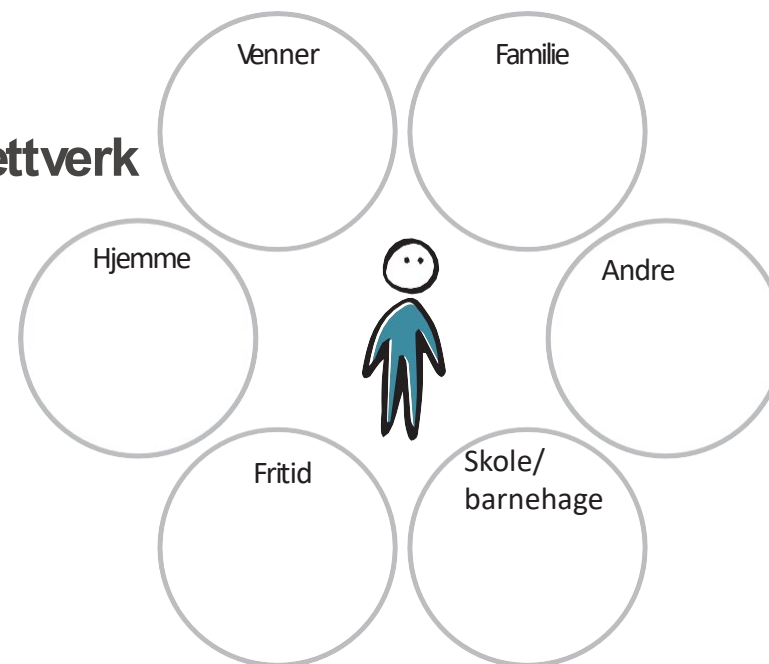 Venner
Familie
ettverk
Hjemme
Andre
Fritid
Skole/
barnehage